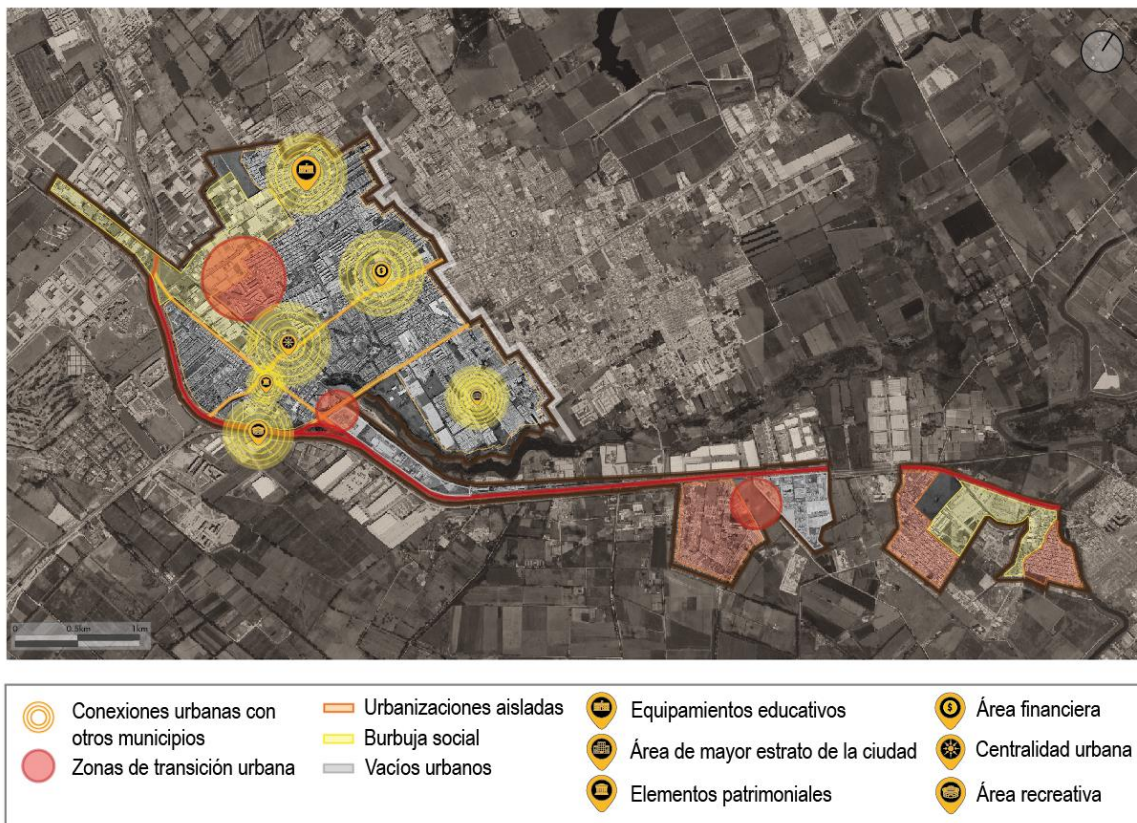 0 0.5km 1km
Conexiones urbanas con
otros municipios
Zonas de transición urbana
Urbanizaciones aisladas
Burbuja social
Vacíos urbanos
Equipamientos educativos
Área de mayor estrato de la ciudad
Elementos patrimoniales
$ Área financiera
Centralidad urbana
Área recreativa